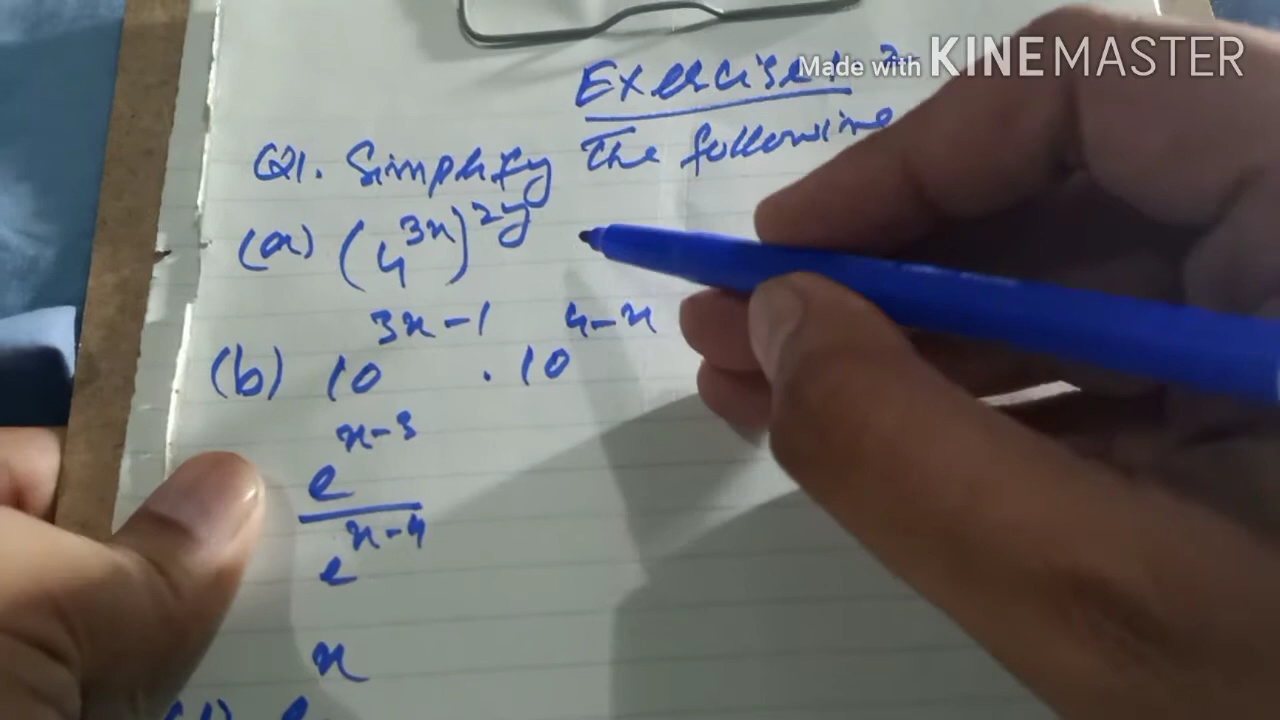 Made with KINEMASTER
Exercise
Q1. Simplify the following
(a) (4^3x)^2y
(b) 10^3x-1 . 10^4-x
e^x-3
e^x-4
x
(d)